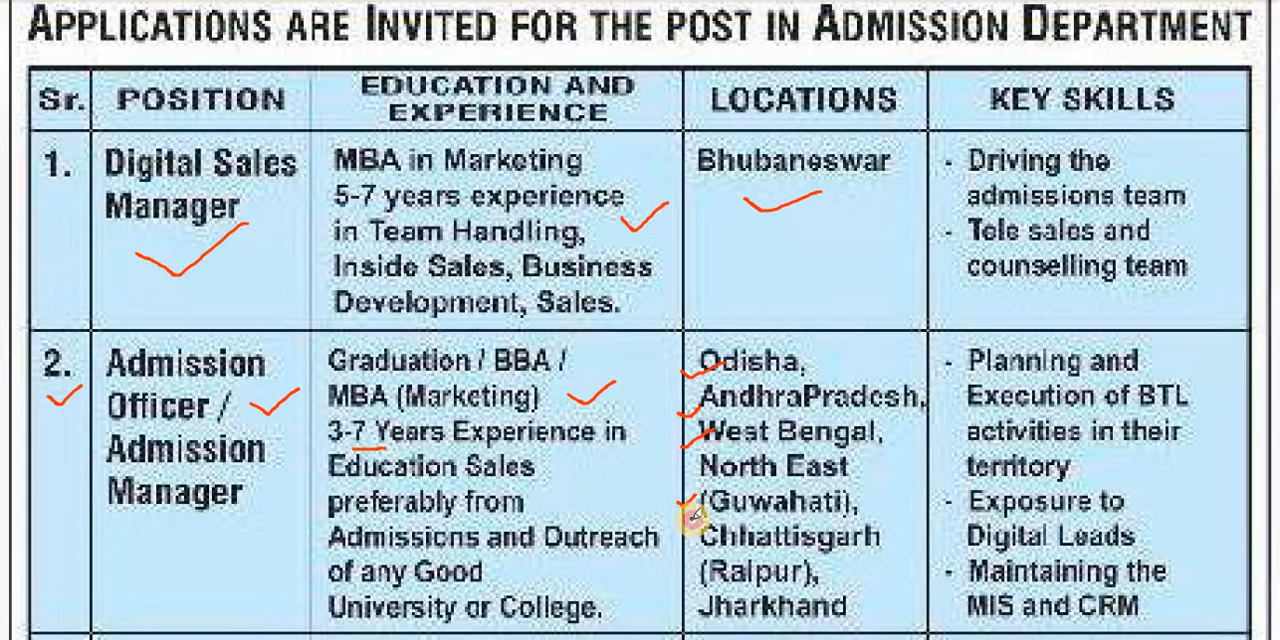 APPLICATIONS ARE INVITED FOR THE POST IN ADMISSION DEPARTMENT
Sr.
POSITION
EDUCATION AND
EXPERIENCE
LOCATIONS
KEY SKILLS
1.
Digital Sales
Manager
MBA in Marketing
5-7 years experience
in Team Handling,
Inside Sales, Business
Development, Sales.
Bhubaneswar
- Driving the
admissions team
- Tele sales and
counselling team
2.
Admission
Officer /
Admission
Manager
Graduation / BBA /
MBA (Marketing)
3-7 Years Experience in
Education Sales
preferably from
Admissions and Outreach
of any Good
University or College.
Odisha,
AndhraPradesh,
West Bengal,
North East
(Guwahati),
Chhattisgarh
(Raipur),
Jharkhand
- Planning and
Execution of BTL
activities in their
territory
- Exposure to
Digital Leads
- Maintaining the
MIS and CRM